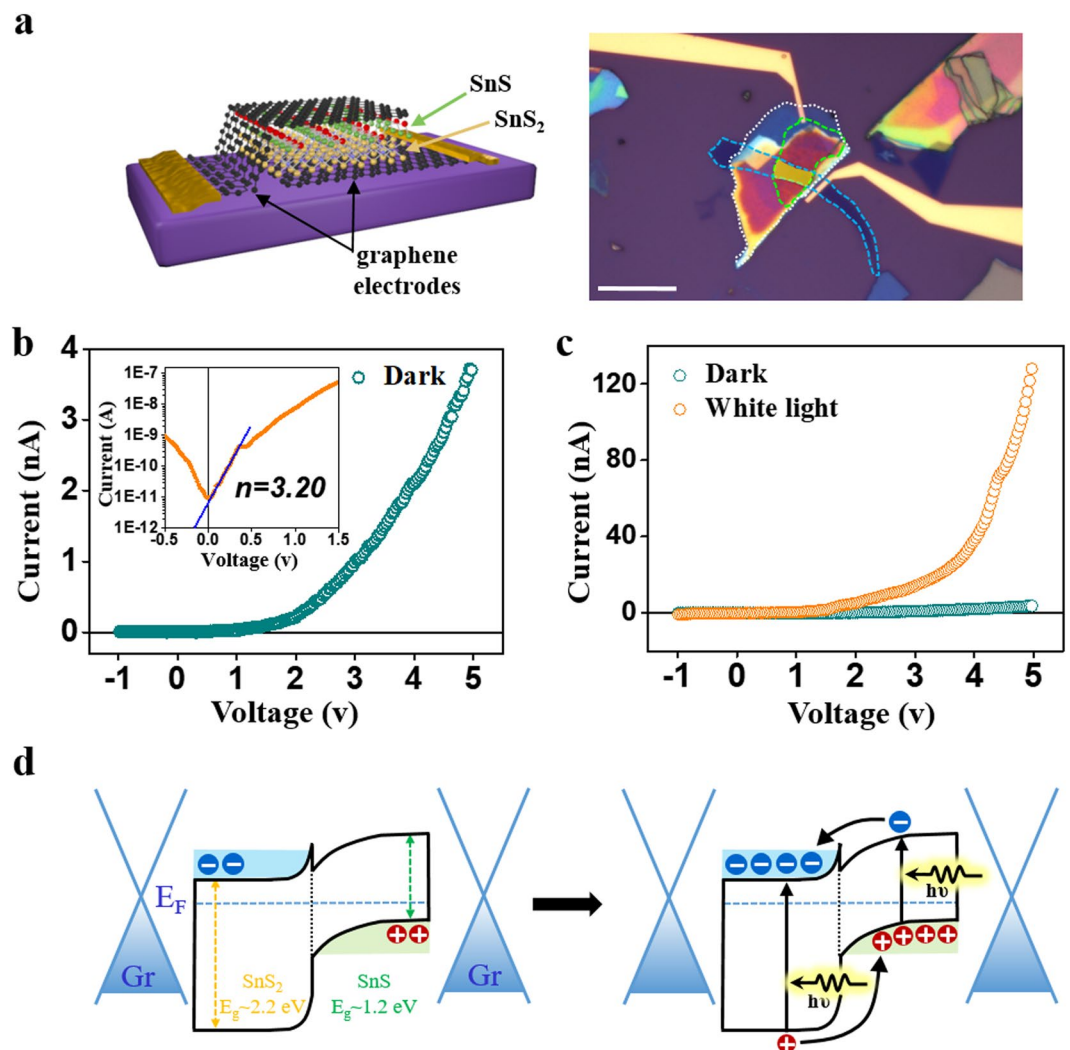 a
SnS
SnS₂
graphene
electrodes
b
Current (nA)
4
3
2
1
0
-1 0 1 2 3 4 5
Voltage (v)
Dark
Current (A)
1E-7
1E-8
1E-9
1E-10
1E-11
1E-12
-0.5 0.0 0.5 1.0 1.5
Voltage (v)
n=3.20
c
Current (nA)
120
80
40
0
-1 0 1 2 3 4 5
Voltage (v)
Dark
White light
d
E_F
Gr
SnS₂
E_g~2.2 eV
SnS
E_g~1.2 eV
Gr
hυ
hυ